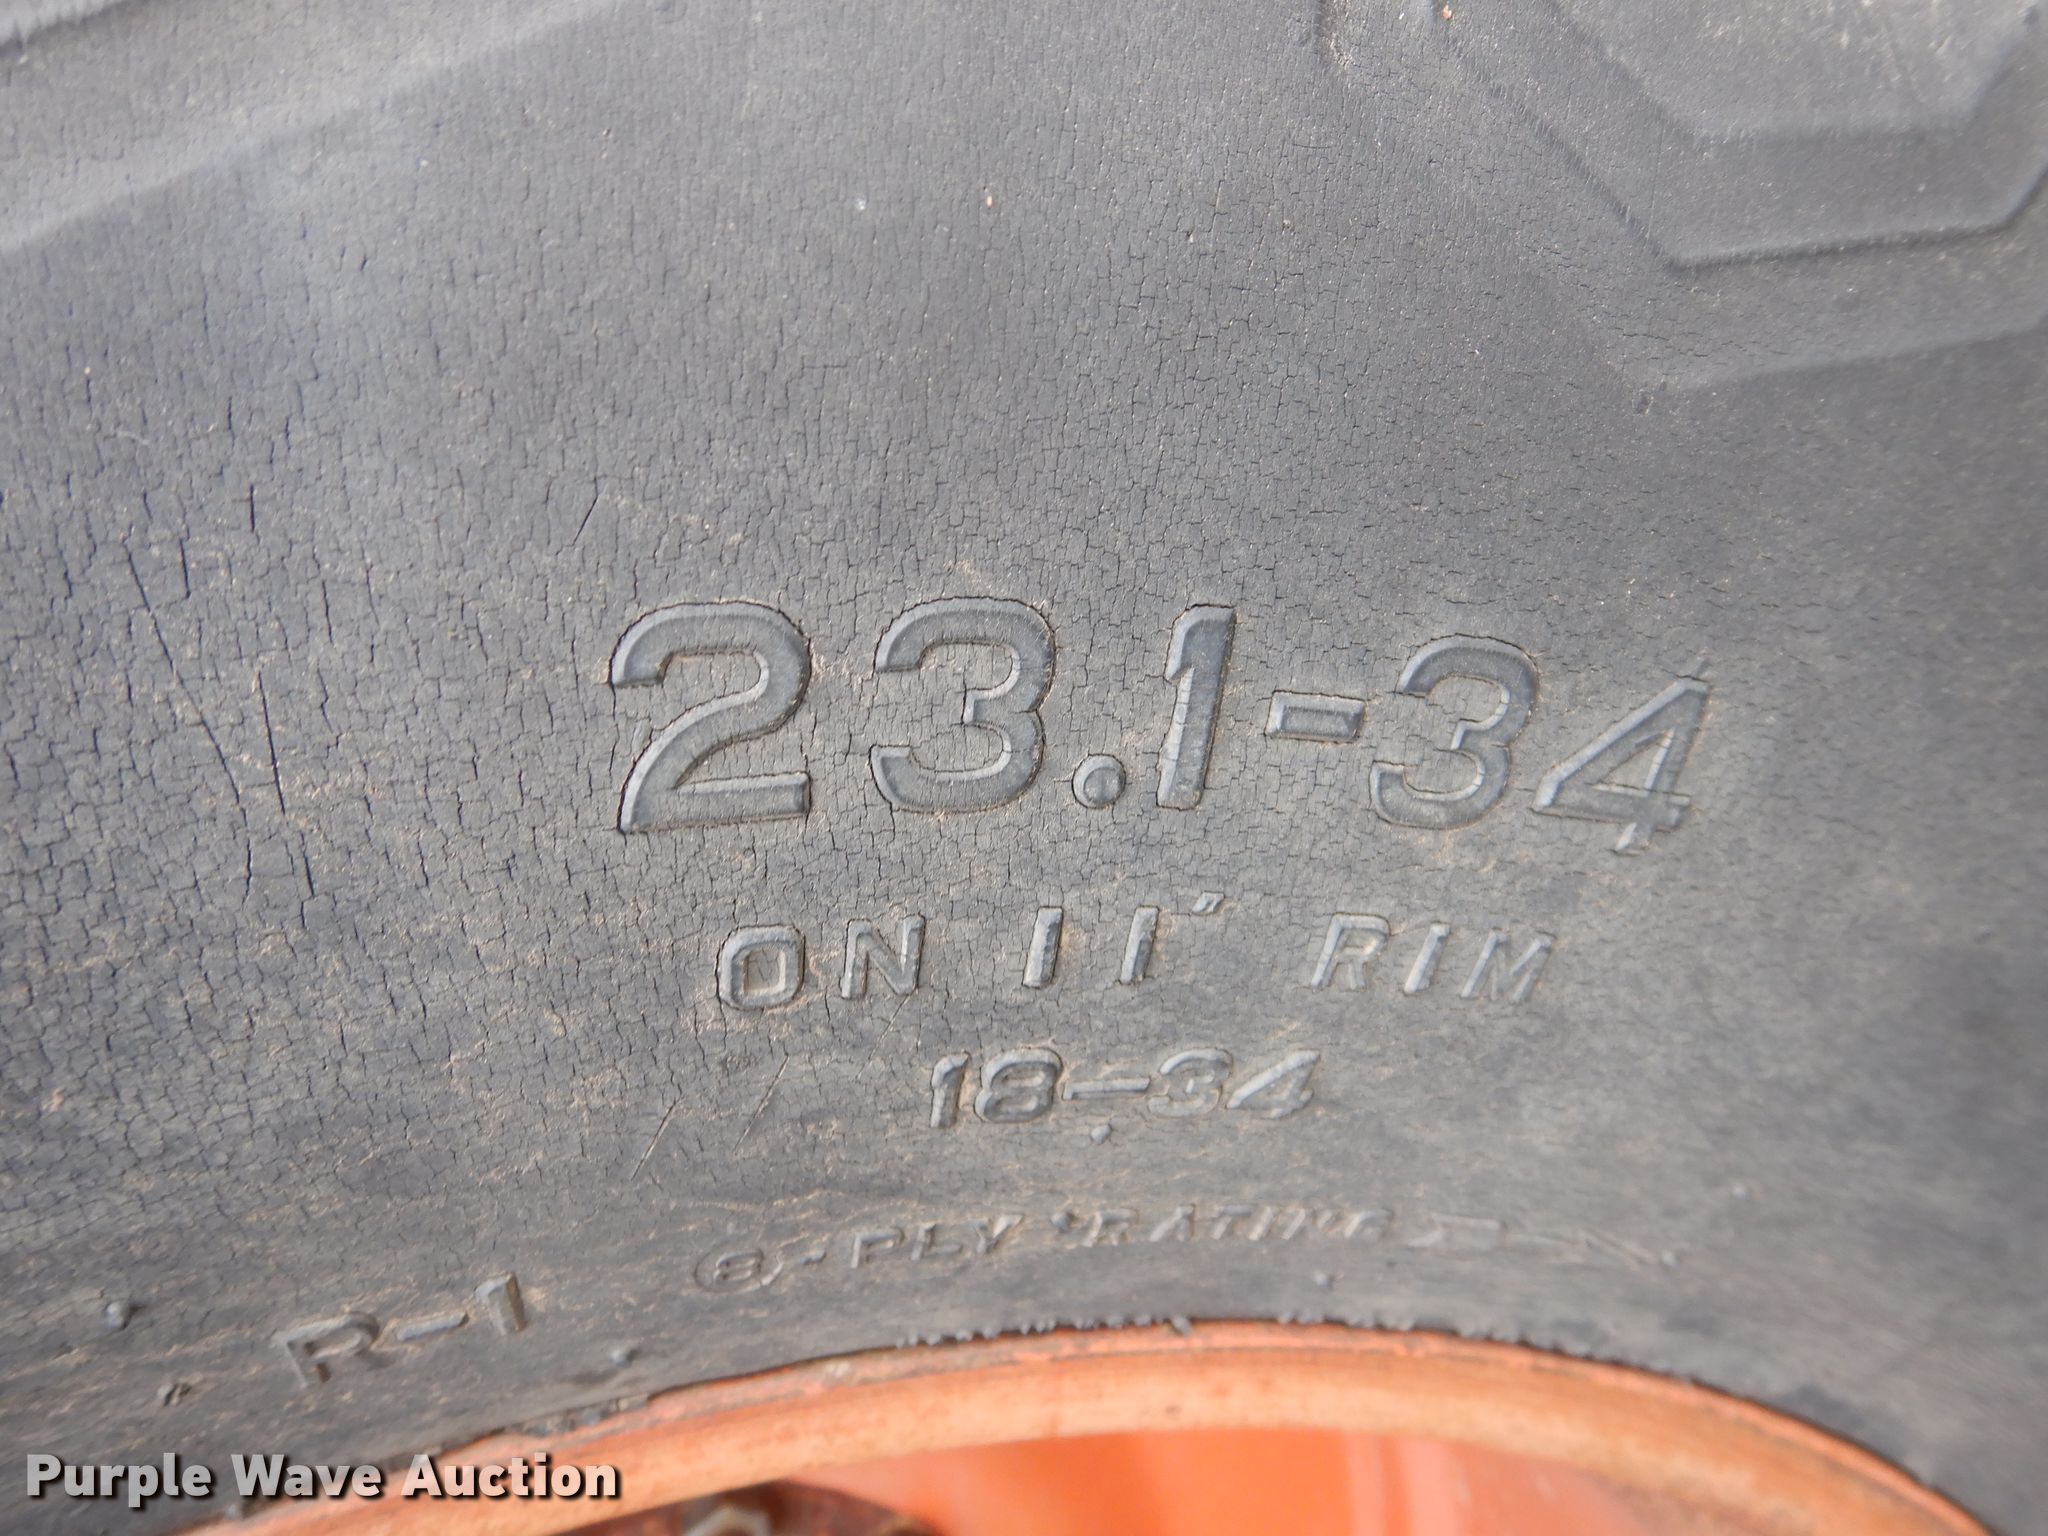 23.1-34
ON 11" RIM
18-34
8-PLY RATING
R-1
Purple Wave Auction